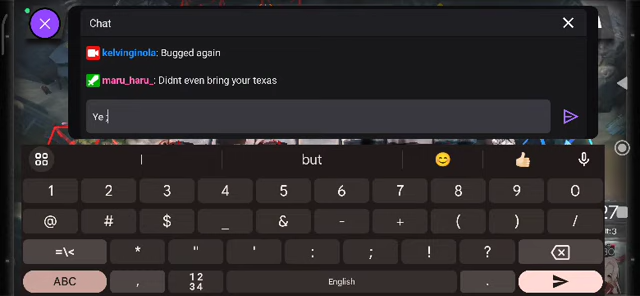 Chat
kelvinginola: Bugged again
maru_haru_: Didnt even bring your texas
Ye;
I but 😊 👍🏻
1 2 3 4 5 6 7 8 9 0
@ # $ _ & - + ( ) /
=\< * " ' : ; ! ?
ABC , 12 34 English .
27